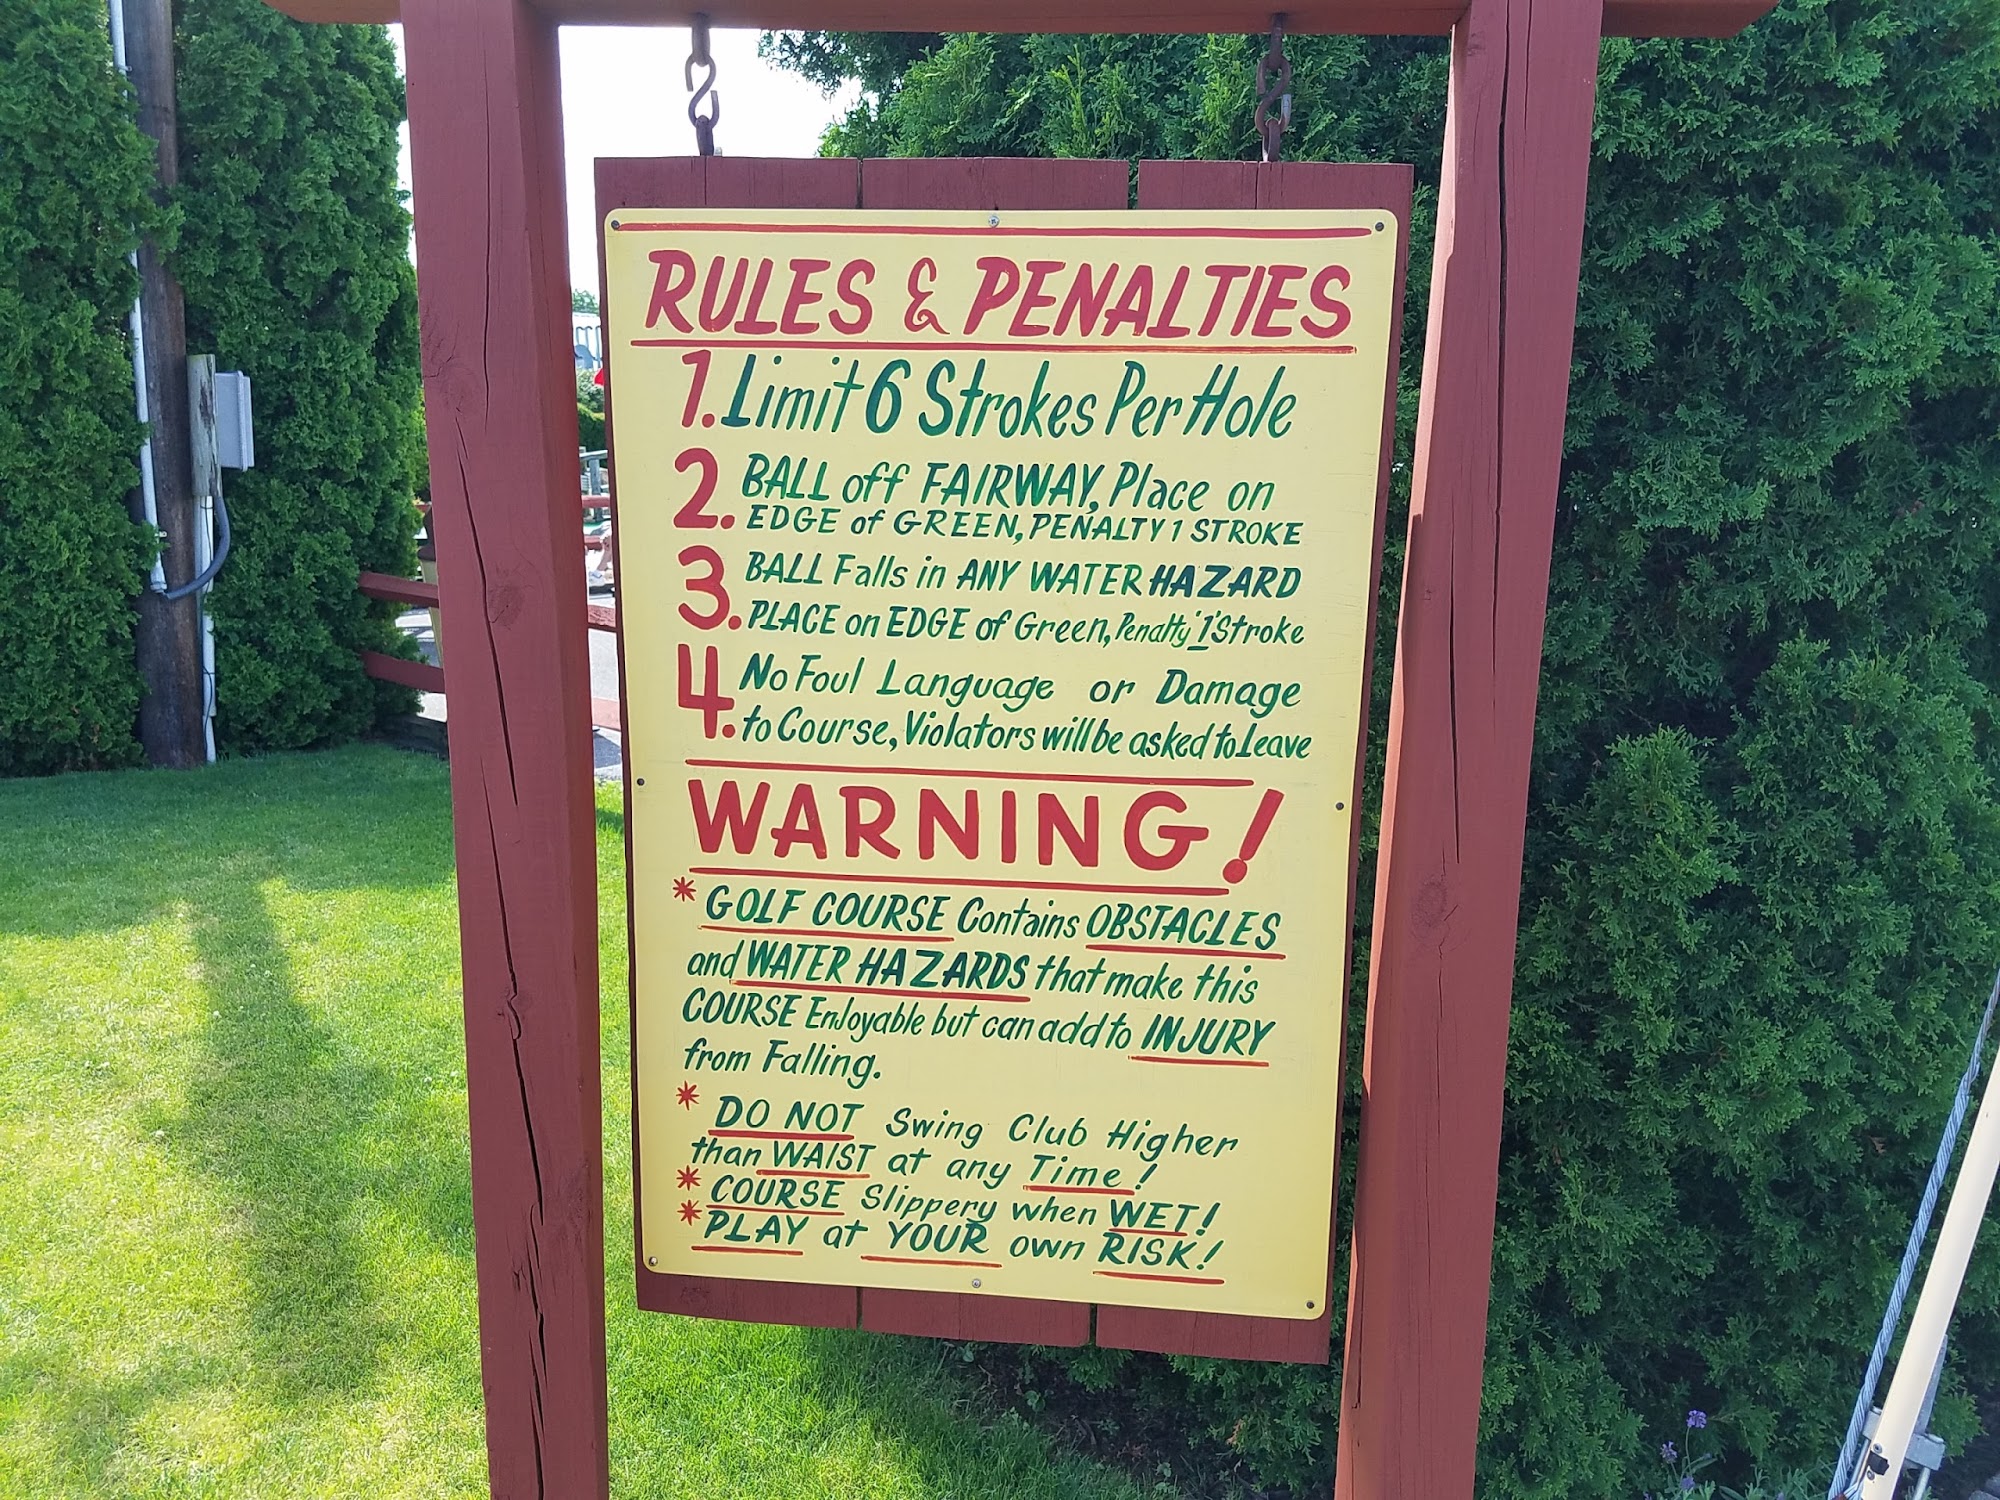 RULES & PENALTIES
1. Limit 6 Strokes Per Hole
2. BALL off FAIRWAY, Place on
EDGE of GREEN, PENALTY 1 STROKE
3. BALL Falls in ANY WATER HAZARD
PLACE on EDGE of Green, Penalty '1' Stroke
4. No Foul Language or Damage
to Course, Violators will be asked to Leave
WARNING!
* GOLF COURSE Contains OBSTACLES
and WATER HAZARDS that make this
COURSE EnJoyable but can add to INJURY
from Falling.
* DO NOT Swing Club Higher
than WAIST at any Time!
* COURSE Slippery when WET!
* PLAY at YOUR own RISK!